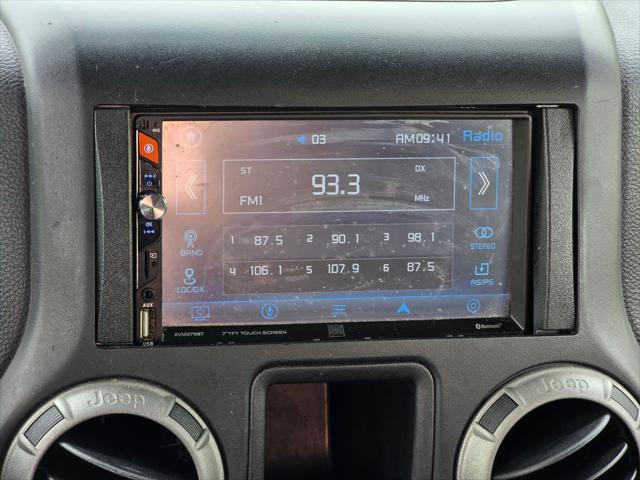 MIC
03 AM09:41 Radio
ST DX
93.3
FM1 MHz
BAND
1 87.5 2 90.1 3 98.1
STEREO
4 106.1 5 107.9 6 87.5
LOC/DX
AS/PS
AUX
XVM279BT 7" TFT TOUCH SCREEN Bluetooth
USB
Jeep Jeep